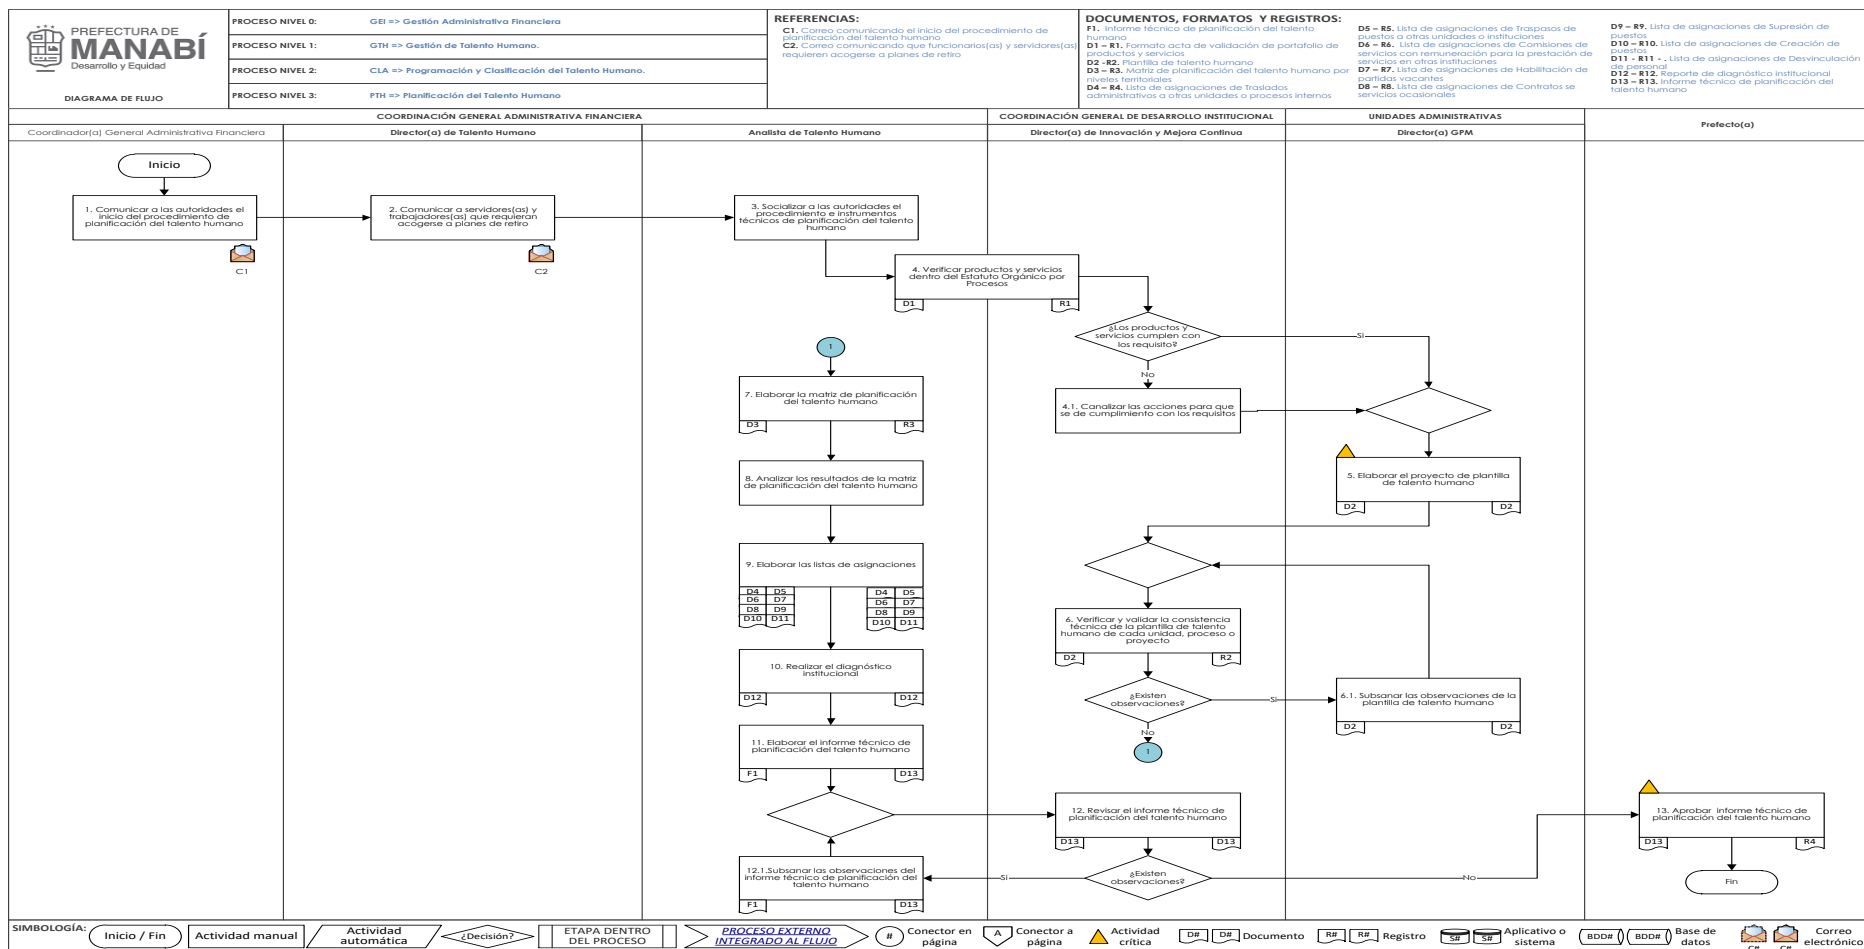 PREFECTURA DE
MANABÍ
Desarrollo y Equidad
DIAGRAMA DE FLUJO
PROCESO NIVEL 0:
GEI => Gestión Administrativa Financiera
PROCESO NIVEL 1:
GTH => Gestión de Talento Humano.
PROCESO NIVEL 2:
CLA => Programación y Clasificación del Talento Humano.
PROCESO NIVEL 3:
PTH => Planificación del Talento Humano
REFERENCIAS:
C1. Correo comunicando el inicio del procedimiento de
planificación del talento humano
C2. Correo comunicando que funcionarios(as) y servidores(as)
requieren acogerse a planes de retiro
DOCUMENTOS, FORMATOS Y REGISTROS:
F1. Informe técnico de planificación del talento
humano
D1 – R1. Formato acta de validación de portafolio de
productos y servicios
D2 -R2. Plantilla de talento humano
D3 – R3. Matriz de planificación del talento humano por
niveles territoriales
D4 – R4. Lista de asignaciones de Traslados
administrativos a otras unidades o procesos internos
D5 – R5. Lista de asignaciones de Traspasos de
puestos a otras unidades o instituciones
D6 – R6. Lista de asignaciones de Comisiones de
servicios con remuneración para la prestación de
servicios en otras instituciones
D7 – R7. Lista de asignaciones de Habilitación de
partidas vacantes
D8 – R8. Lista de asignaciones de Contratos se
servicios ocasionales
D9 – R9. Lista de asignaciones de Supresión de
puestos
D10 – R10. Lista de asignaciones de Creación de
puestos
D11 - R11 - . Lista de asignaciones de Desvinculación
de personal
D12 – R12. Reporte de diagnóstico institucional
D13 – R13. Informe técnico de planificación del
talento humano
COORDINACIÓN GENERAL ADMINISTRATIVA FINANCIERA
COORDINACIÓN GENERAL DE DESARROLLO INSTITUCIONAL
UNIDADES ADMINISTRATIVAS
Prefecto(a)
Coordinador(a) General Administrativa Financiera
Director(a) de Talento Humano
Analista de Talento Humano
Director(a) de Innovación y Mejora Continua
Director(a) GPM
Inicio
1. Comunicar a las autoridades el
inicio del procedimiento de
planificación del talento humano
C1
2. Comunicar a servidores(as) y
trabajadores(as) que requieran
acogerse a planes de retiro
C2
3. Socializar a las autoridades el
procedimiento e instrumentos
técnicos de planificación del talento
humano
4. Verificar productos y servicios
dentro del Estatuto Orgánico por
Procesos
D1 R1
¿Los productos y
servicios cumplen con
los requisito?
Si
No
4.1. Canalizar las acciones para que
se de cumplimiento con los requisitos
5. Elaborar el proyecto de plantilla
de talento humano
D2 D2
6. Verificar y validar la consistencia
técnica de la plantilla de talento
humano de cada unidad, proceso o
proyecto
D2 R2
¿Existen
observaciones?
Si
No
1
6.1. Subsanar las observaciones de la
plantilla de talento humano
D2 D2
1
7. Elaborar la matriz de planificación
del talento humano
D3 R3
8. Analizar los resultados de la matriz
de planificación del talento humano
9. Elaborar las listas de asignaciones
D4 D5 D4 D5
D6 D7 D6 D7
D8 D9 D8 D9
D10 D11 D10 D11
10. Realizar el diagnóstico
institucional
D12 D12
11. Elaborar el informe técnico de
planificación del talento humano
F1 D13
12. Revisar el informe técnico de
planificación del talento humano
D13 D13
¿Existen
observaciones?
Si
No
12.1.Subsanar las observaciones del
informe técnico de planificación del
talento humano
F1 D13
13. Aprobar informe técnico de
planificación del talento humano
D13 R4
Fin
SIMBOLOGÍA:
Inicio / Fin
Actividad manual
Actividad
automática
¿Decisión?
ETAPA DENTRO
DEL PROCESO
PROCESO EXTERNO
INTEGRADO AL FLUJO
#
Conector en
página
A
Conector a
página
Actividad
crítica
D# D# Documento
R# R# Registro
S# S#
Aplicativo o
sistema
BDD# BDD#
Base de
datos
C# C#
Correo
electrónico